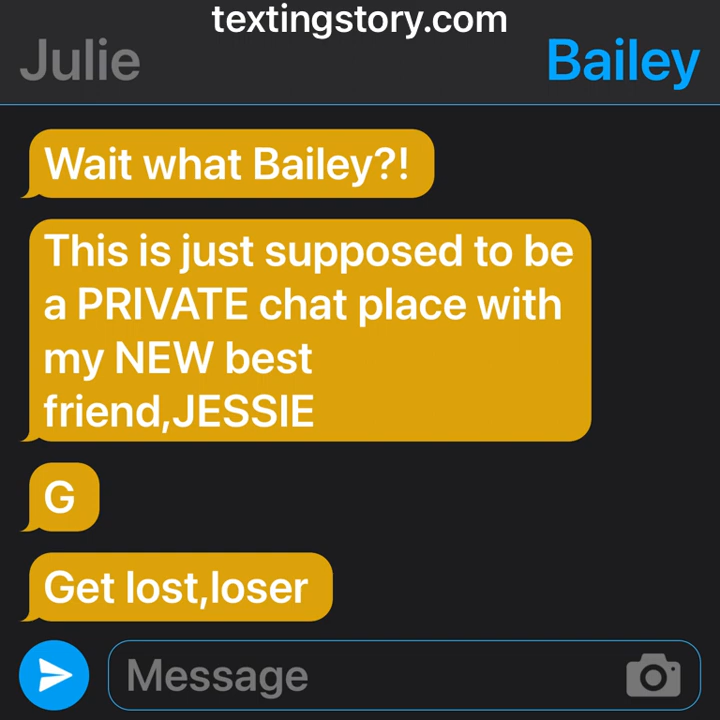 textingstory.com
Julie
Bailey
Wait what Bailey?!
This is just supposed to be
a PRIVATE chat place with
my NEW best
friend,JESSIE
G
Get lost,loser
Message